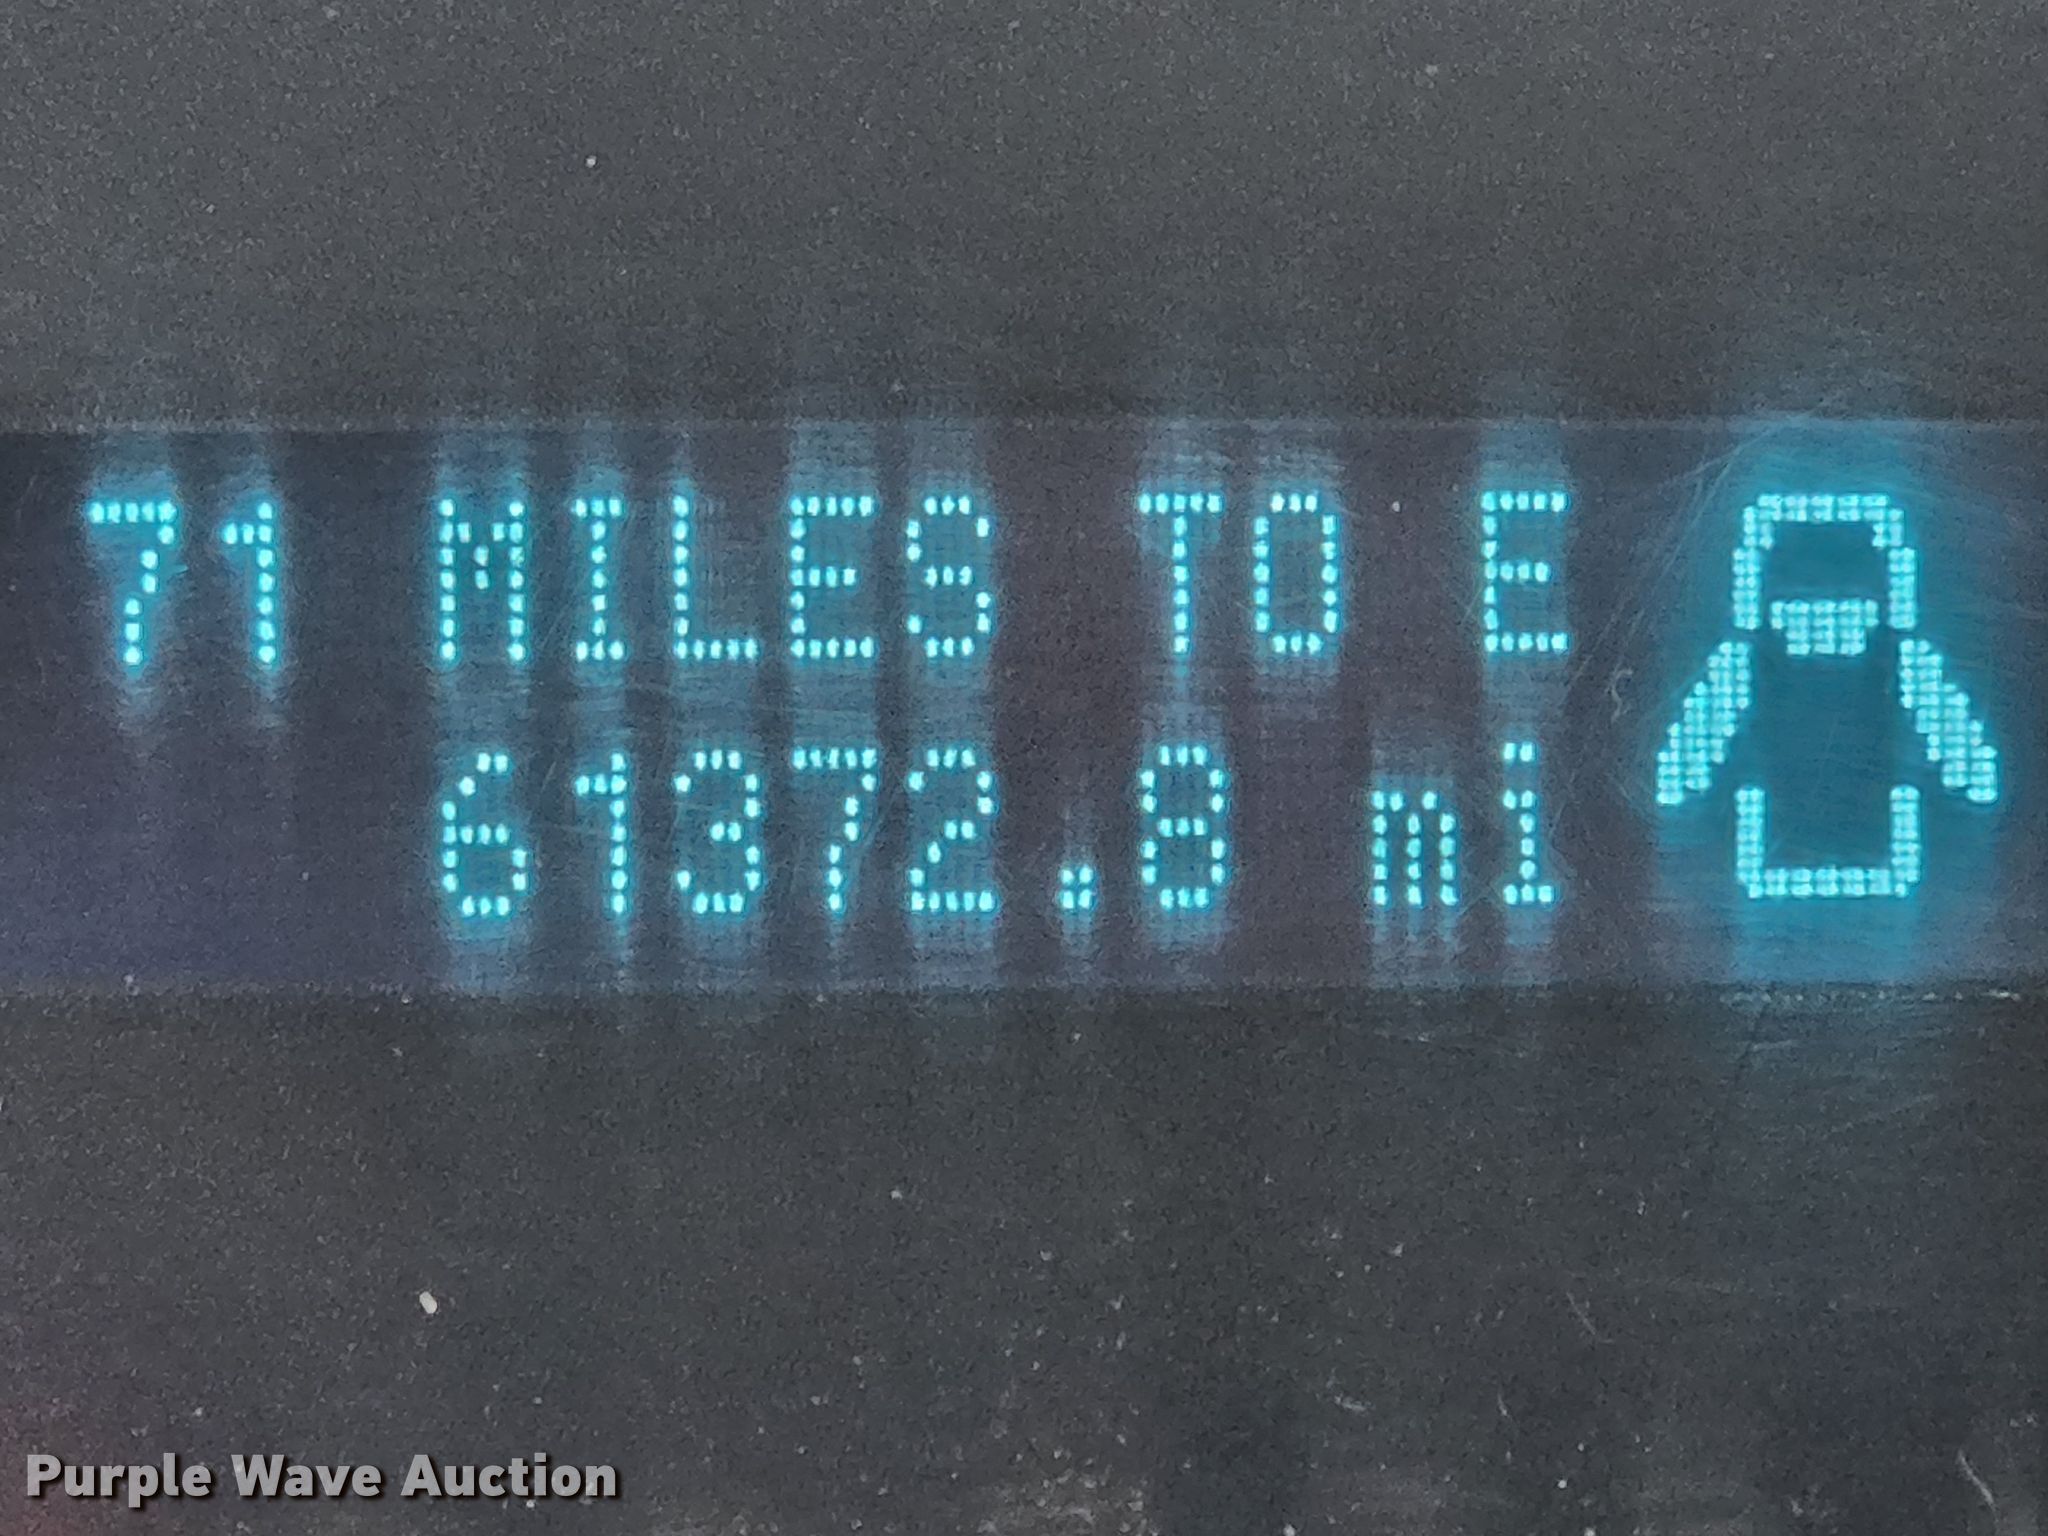 71 MILES TO E
61372.8 mi
Purple Wave Auction